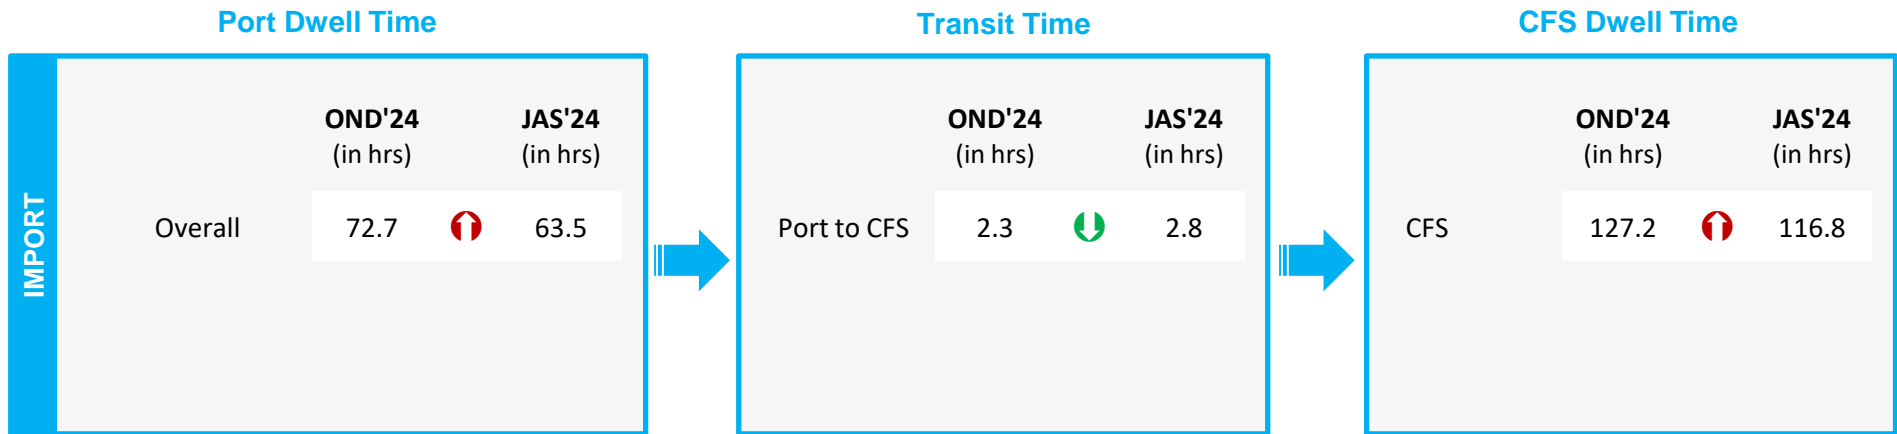 Port Dwell Time
Transit Time
CFS Dwell Time
IMPORT
OND'24 JAS'24
(in hrs) (in hrs)
Overall 72.7 63.5
OND'24 JAS'24
(in hrs) (in hrs)
Port to CFS 2.3 2.8
OND'24 JAS'24
(in hrs) (in hrs)
CFS 127.2 116.8